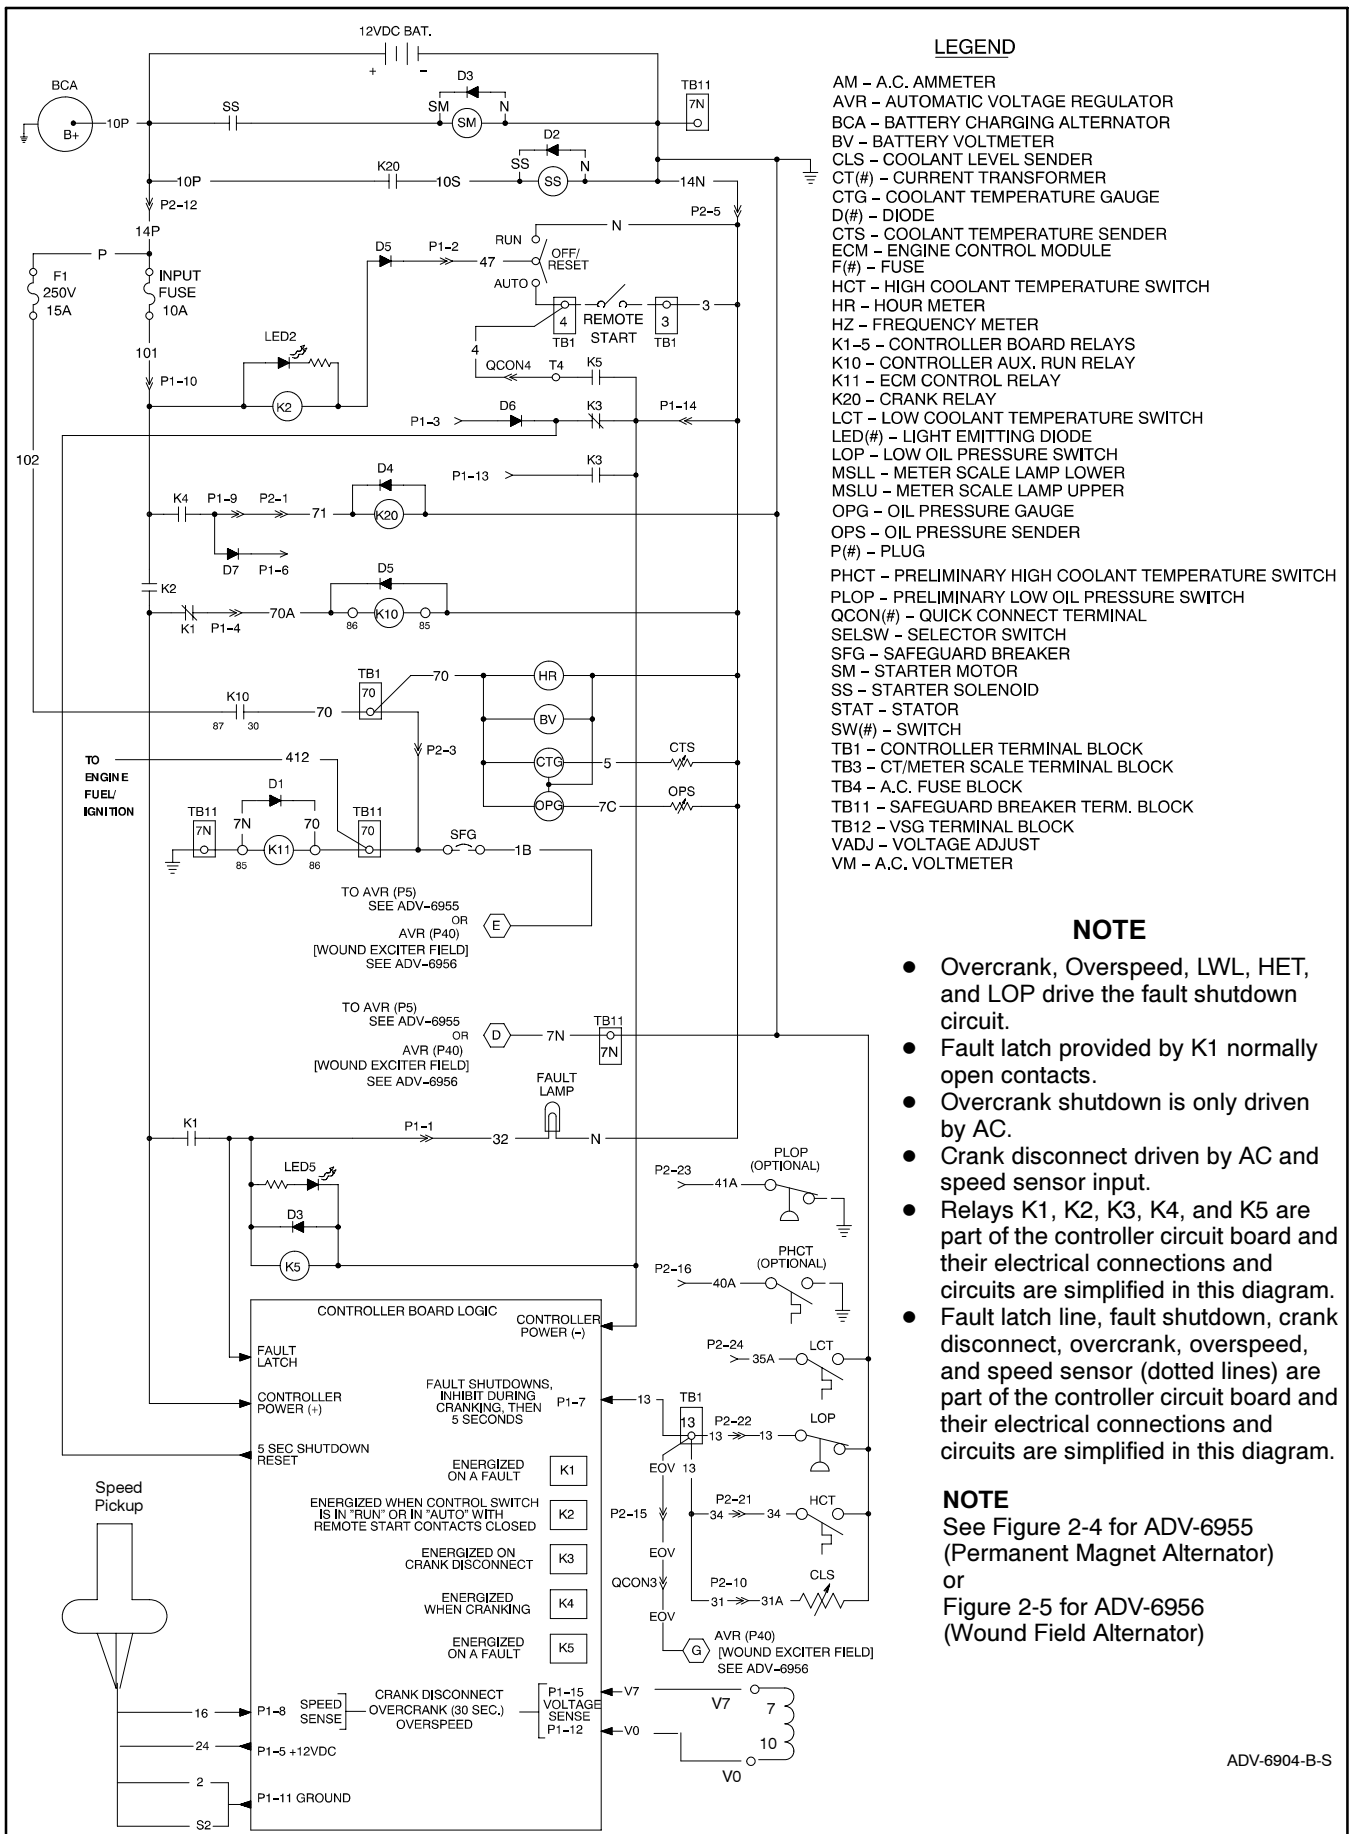 12VDC BAT.
+ –
BCA
B+
10P
SS
D3
SM
N
SM
TB11
7N
D2
SS
N
K20
10P
10S
SS
14N
P2–12
P2–5
14P
N
P
RUN
D5
P1–2
47
OFF/
RESET
F1
250V
15A
INPUT
FUSE
10A
AUTO
3
4
TB1
REMOTE
START
3
TB1
LED2
101
4
QCON4
T4
K5
P1–10
K2
D6
K3
P1–14
P1–3
102
K3
P1–13
D4
K4
P1–9
P2–1
71
K20
D7
P1–6
D5
K2
K1
P1–4
70A
86
K10
85
TB1
70
70
HR
K10
87
30
70
BV
P2–3
CTS
TO
ENGINE
FUEL/
IGNITION
412
CTG
5
OPS
D1
OPG
7C
TB11
7N
7N
70
TB11
70
SFG
K11
1B
85
86
TO AVR (P5)
SEE ADV–6955
OR
AVR (P40)
[WOUND EXCITER FIELD]
SEE ADV–6956
E
TO AVR (P5)
SEE ADV–6955
OR
AVR (P40)
[WOUND EXCITER FIELD]
SEE ADV–6956
D
7N
TB11
7N
FAULT
LAMP
K1
P1–1
32
N
LED5
D3
K5
PLOP
(OPTIONAL)
P2–23
41A
PHCT
(OPTIONAL)
P2–16
40A
CONTROLLER BOARD LOGIC
CONTROLLER
POWER (–)
P2–24
LCT
35A
FAULT
LATCH
CONTROLLER
POWER (+)
FAULT SHUTDOWNS,
INHIBIT DURING
CRANKING, THEN
5 SECONDS
P1–7
13
TB1
13
P2–22
LOP
13
13
5 SEC SHUTDOWN
RESET
EOV
13
ENERGIZED
ON A FAULT
K1
P2–21
HCT
ENERGIZED WHEN CONTROL SWITCH
IS IN "RUN" OR IN "AUTO" WITH
REMOTE START CONTACTS CLOSED
K2
P2–15
34
34
EOV
ENERGIZED ON
CRANK DISCONNECT
K3
QCON3
P2–10
CLS
ENERGIZED
WHEN CRANKING
K4
31
31A
EOV
ENERGIZED
ON A FAULT
K5
G
AVR (P40)
[WOUND EXCITER FIELD]
SEE ADV–6956
Speed
Pickup
16
P1–8
SPEED
SENSE
CRANK DISCONNECT
OVERCRANK (30 SEC.)
OVERSPEED
P1–15
VOLTAGE
SENSE
P1–12
V7
V7
7
V0
10
V0
24
P1–5 +12VDC
2
P1–11 GROUND
S2
LEGEND
AM – A.C. AMMETER
AVR – AUTOMATIC VOLTAGE REGULATOR
BCA – BATTERY CHARGING ALTERNATOR
BV – BATTERY VOLTMETER
CLS – COOLANT LEVEL SENDER
CT(#) – CURRENT TRANSFORMER
CTG – COOLANT TEMPERATURE GAUGE
D(#) – DIODE
CTS – COOLANT TEMPERATURE SENDER
ECM – ENGINE CONTROL MODULE
F(#) – FUSE
HCT – HIGH COOLANT TEMPERATURE SWITCH
HR – HOUR METER
HZ – FREQUENCY METER
K1–5 – CONTROLLER BOARD RELAYS
K10 – CONTROLLER AUX. RUN RELAY
K11 – ECM CONTROL RELAY
K20 – CRANK RELAY
LCT – LOW COOLANT TEMPERATURE SWITCH
LED(#) – LIGHT EMITTING DIODE
LOP – LOW OIL PRESSURE SWITCH
MSLL – METER SCALE LAMP LOWER
MSLU – METER SCALE LAMP UPPER
OPG – OIL PRESSURE GAUGE
OPS – OIL PRESSURE SENDER
P(#) – PLUG
PHCT – PRELIMINARY HIGH COOLANT TEMPERATURE SWITCH
PLOP – PRELIMINARY LOW OIL PRESSURE SWITCH
QCON(#) – QUICK CONNECT TERMINAL
SELSW – SELECTOR SWITCH
SFG – SAFEGUARD BREAKER
SM – STARTER MOTOR
SS – STARTER SOLENOID
STAT – STATOR
SW(#) – SWITCH
TB1 – CONTROLLER TERMINAL BLOCK
TB3 – CT/METER SCALE TERMINAL BLOCK
TB4 – A.C. FUSE BLOCK
TB11 – SAFEGUARD BREAKER TERM. BLOCK
TB12 – VSG TERMINAL BLOCK
VADJ – VOLTAGE ADJUST
VM – A.C. VOLTMETER
NOTE
● Overcrank, Overspeed, LWL, HET,
and LOP drive the fault shutdown
circuit.
● Fault latch provided by K1 normally
open contacts.
● Overcrank shutdown is only driven
by AC.
● Crank disconnect driven by AC and
speed sensor input.
● Relays K1, K2, K3, K4, and K5 are
part of the controller circuit board and
their electrical connections and
circuits are simplified in this diagram.
● Fault latch line, fault shutdown, crank
disconnect, overcrank, overspeed,
and speed sensor (dotted lines) are
part of the controller circuit board and
their electrical connections and
circuits are simplified in this diagram.
NOTE
See Figure 2-4 for ADV-6955
(Permanent Magnet Alternator)
or
Figure 2-5 for ADV-6956
(Wound Field Alternator)
ADV-6904-B-S